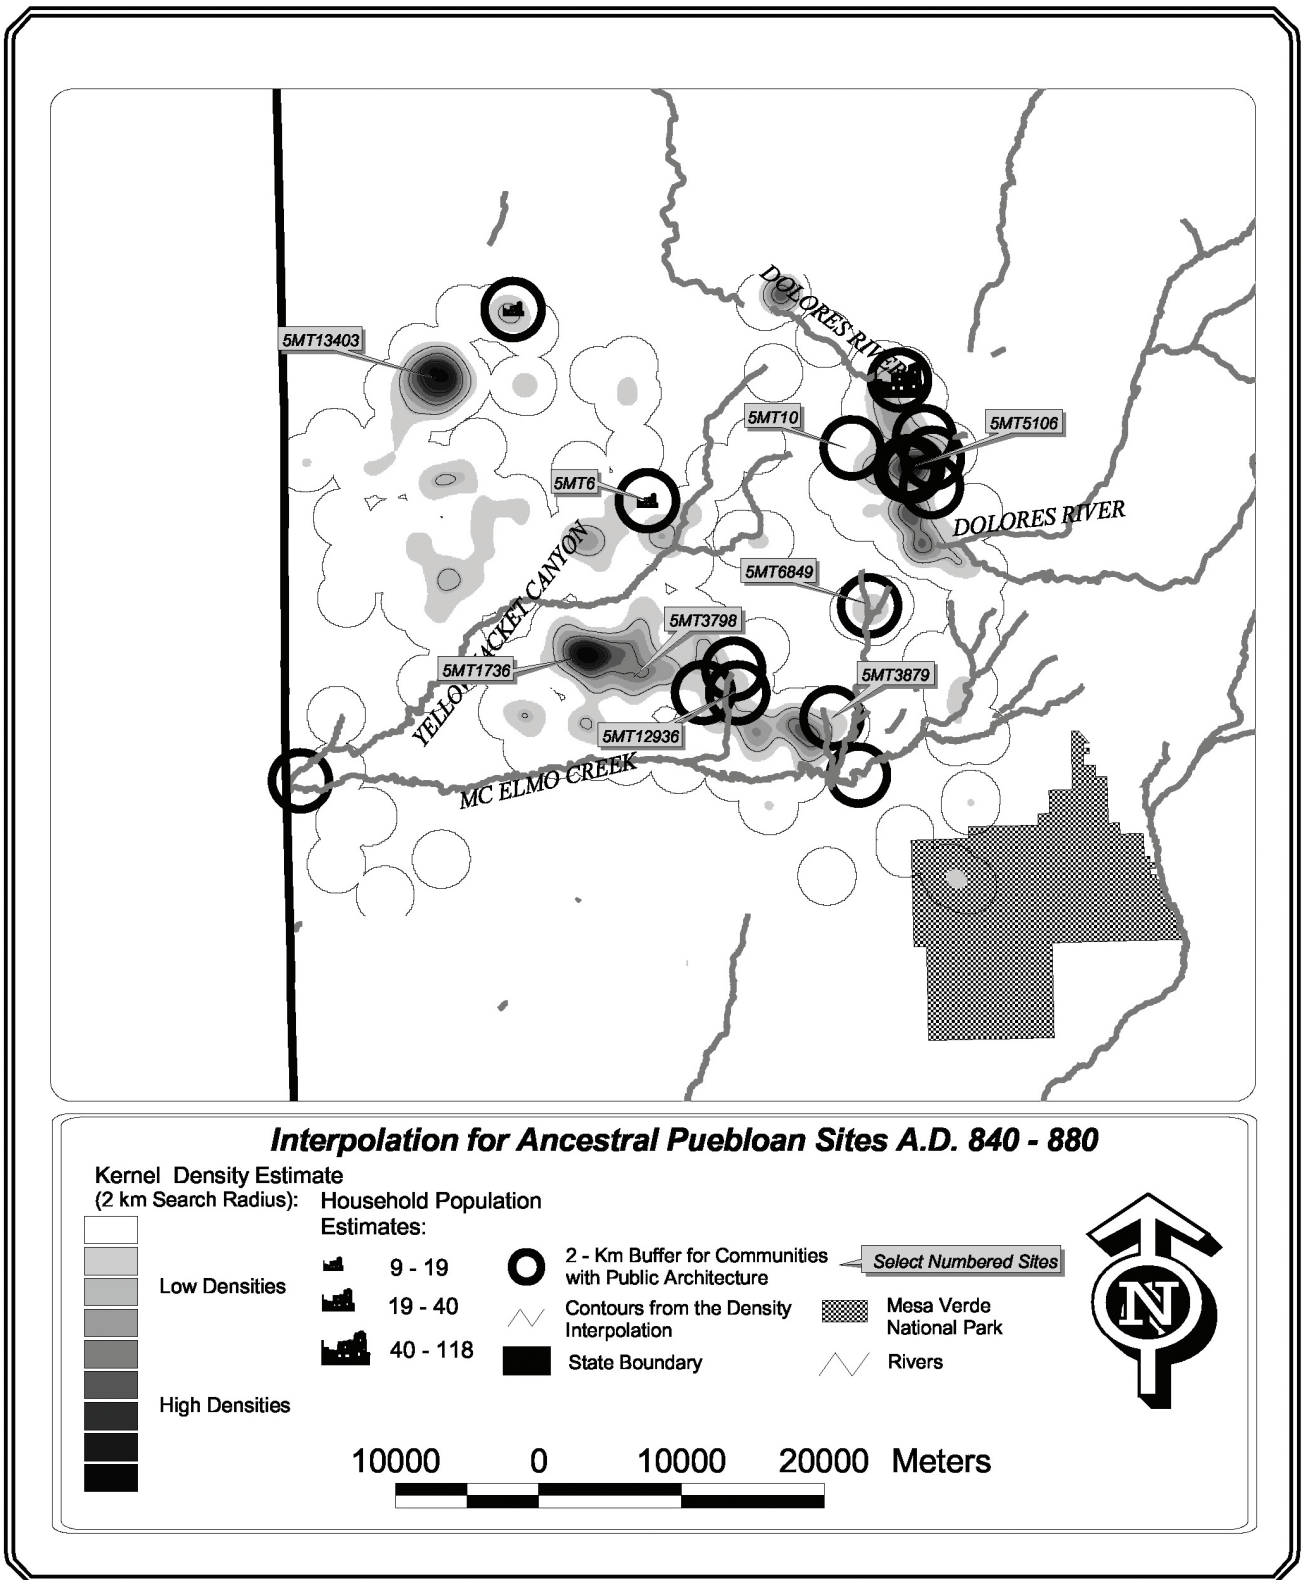 DOLORES RIVER
5MT13403
5MT10
5MT5106
5MT6
DOLORES RIVER
YELLOW JACKET CANYON
5MT6849
5MT3798
5MT1736
5MT3879
5MT12936
MC ELMO CREEK
Interpolation for Ancestral Puebloan Sites A.D. 840 - 880
Kernel Density Estimate
(2 km Search Radius):
Low Densities
High Densities
Household Population
Estimates:
9 - 19
19 - 40
40 - 118
2 - Km Buffer for Communities
with Public Architecture
Contours from the Density
Interpolation
State Boundary
Select Numbered Sites
Mesa Verde
National Park
Rivers
N
10000 0 10000 20000 Meters